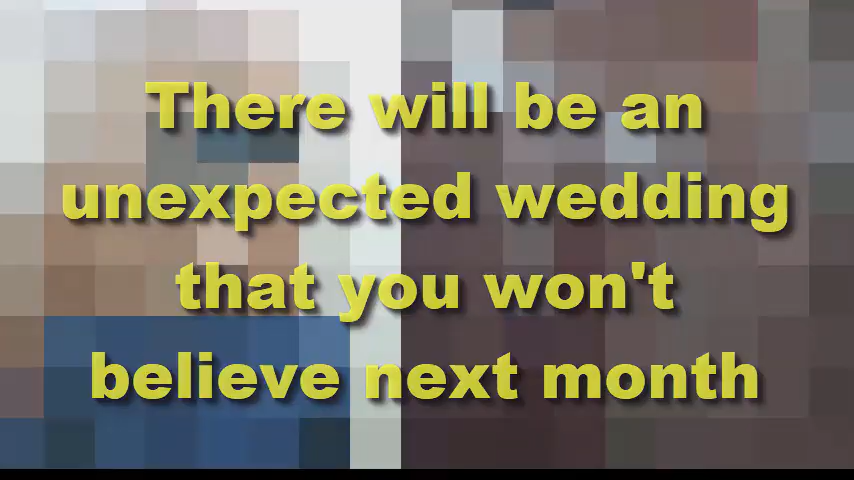 There will be an
unexpected wedding
that you won't
believe next month